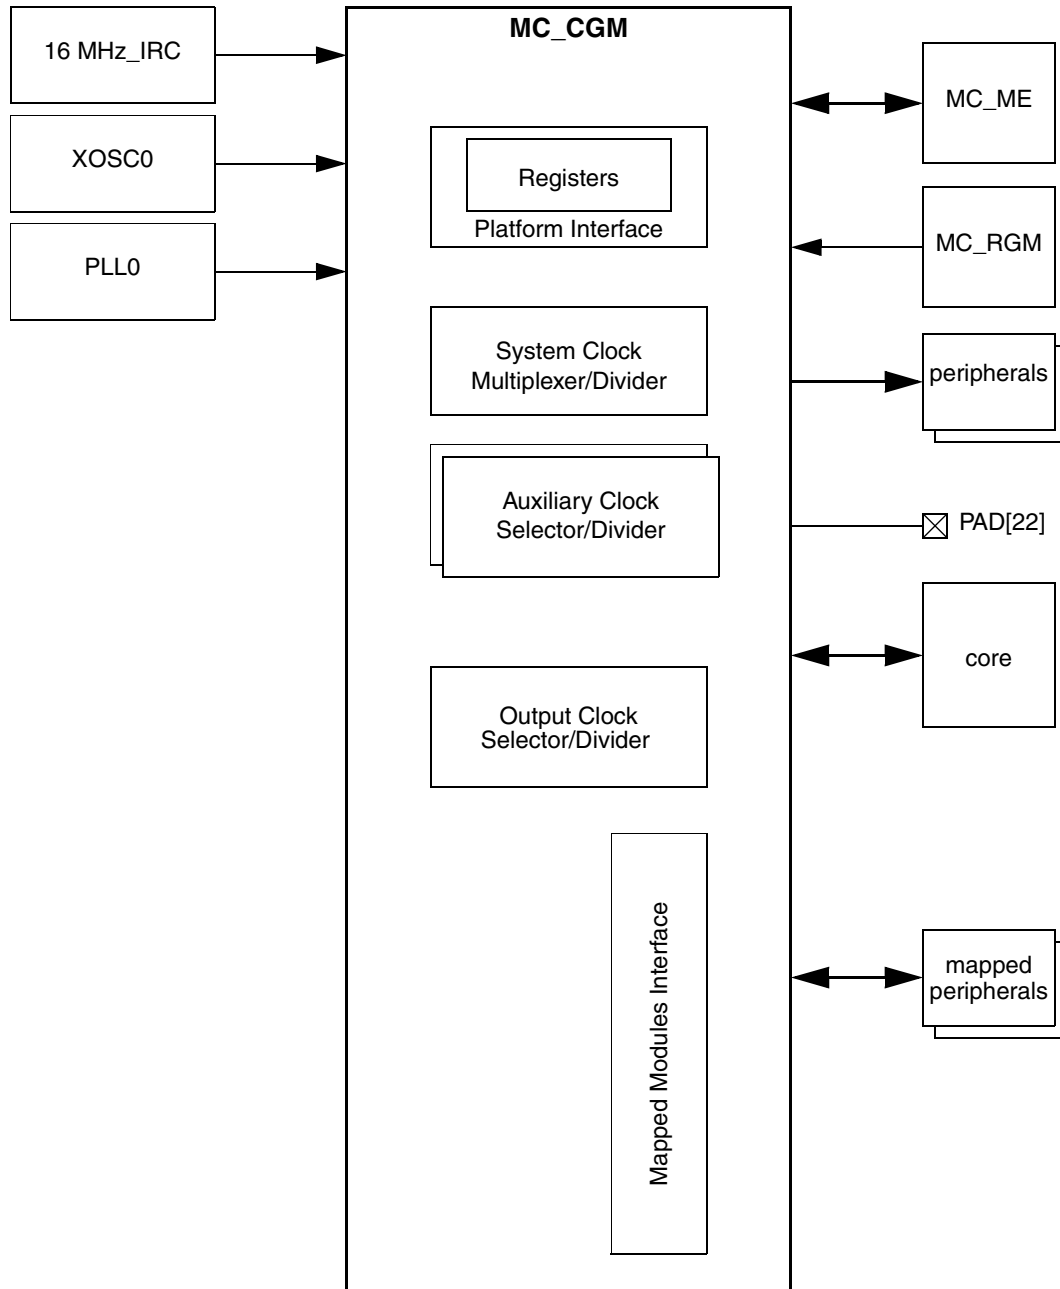 16 MHz_IRC
XOSC0
PLL0
MC_CGM
Registers
Platform Interface
System Clock
Multiplexer/Divider
Auxiliary Clock
Selector/Divider
Output Clock
Selector/Divider
Mapped Modules Interface
MC_ME
MC_RGM
peripherals
PAD[22]
core
mapped
peripherals